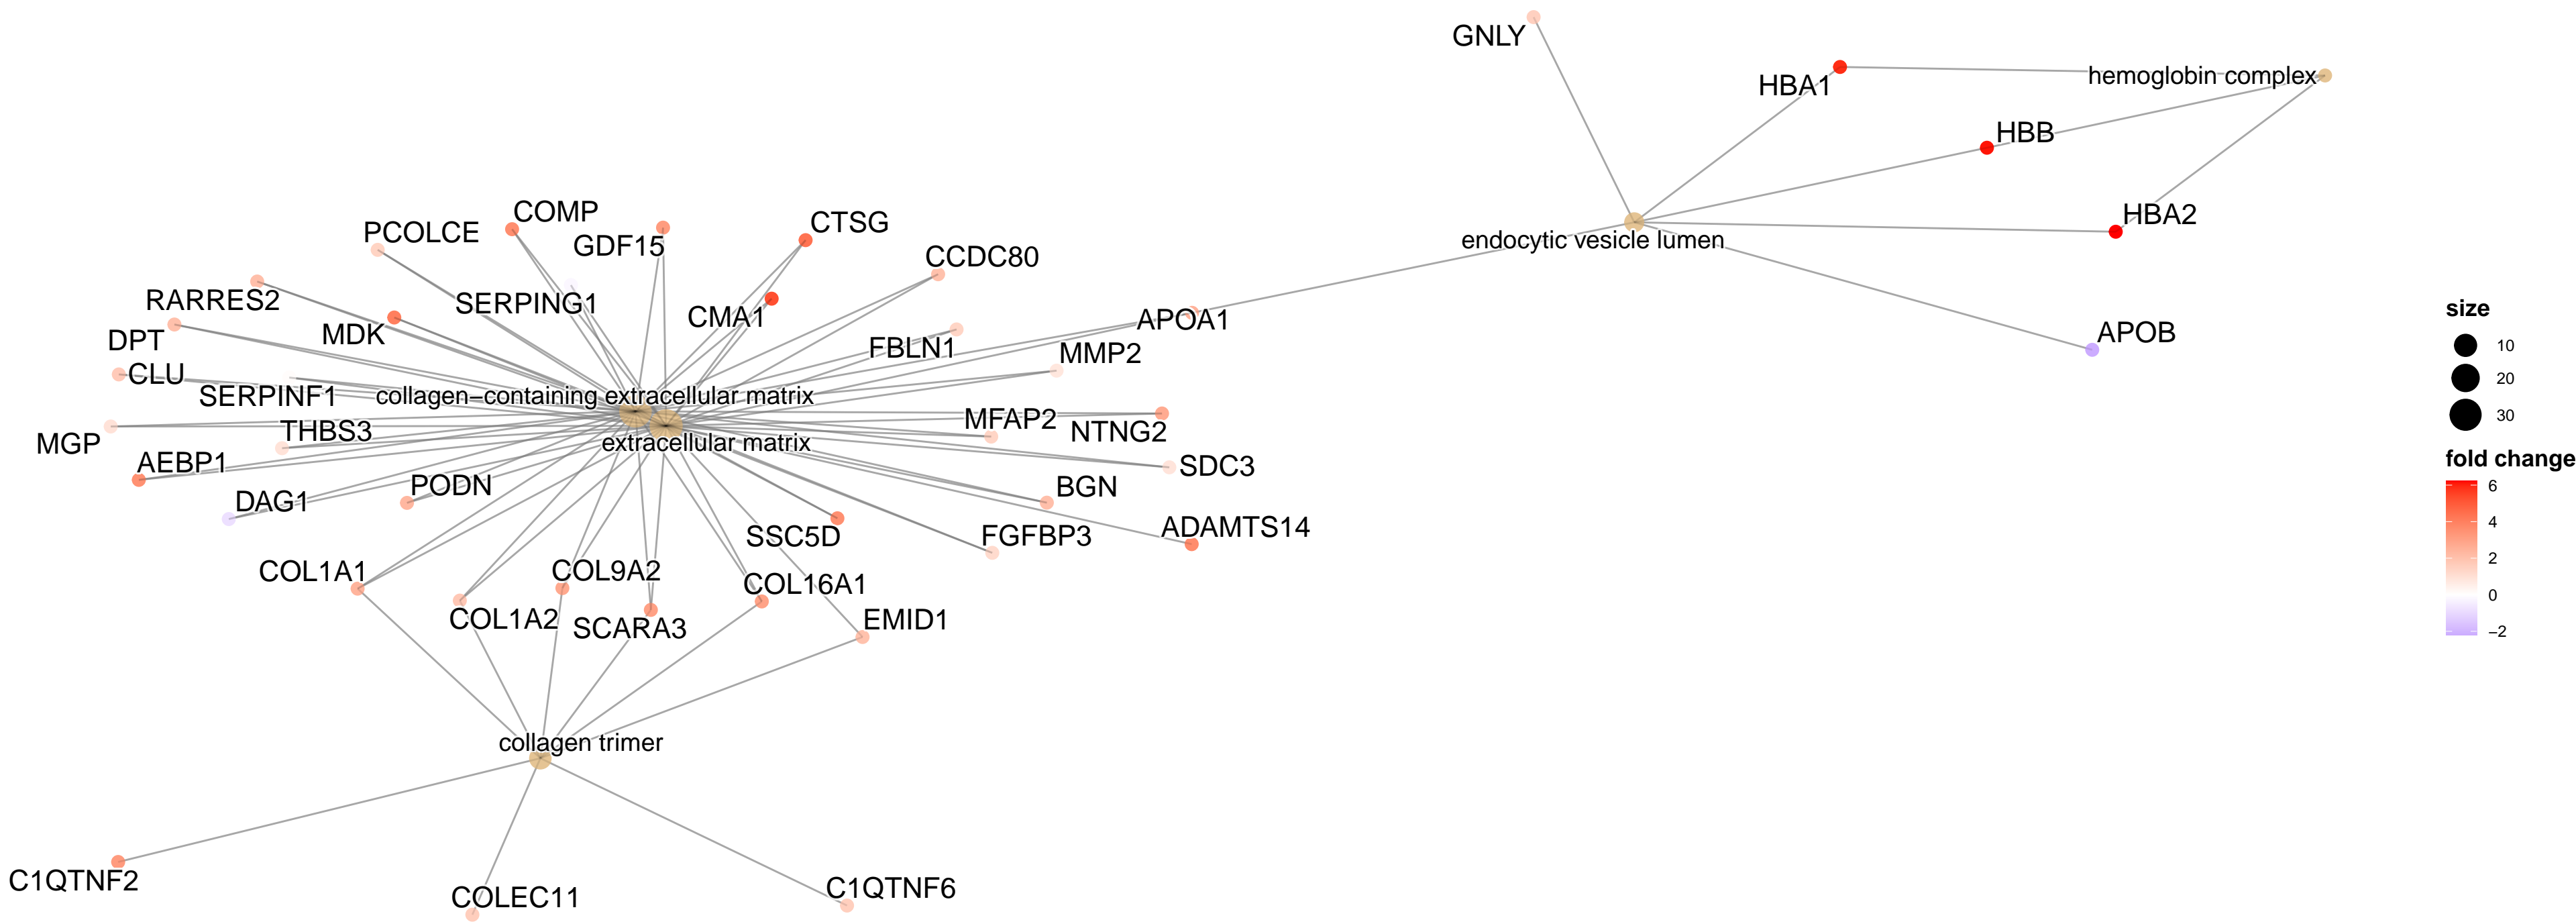 GNLY
HBA1
hemoglobin complex
HBB
HBA2
endocytic vesicle lumen
APOB
COMP
PCOLCE
GDF15
CTSG
CCDC80
RARRES2
SERPING1
CMA1
APOA1
MDK
DPT
FBLN1
MMP2
CLU
SERPINF1
collagen−containing extracellular matrix
MGP
THBS3
extracellular matrix
MFAP2
NTNG2
AEBP1
SDC3
DAG1
PODN
BGN
SSC5D
FGFBP3
ADAMTS14
COL1A1
COL9A2
COL16A1
COL1A2
SCARA3
EMID1
collagen trimer
C1QTNF2
COLEC11
C1QTNF6
size
10
20
30
fold change
6
4
2
0
−2